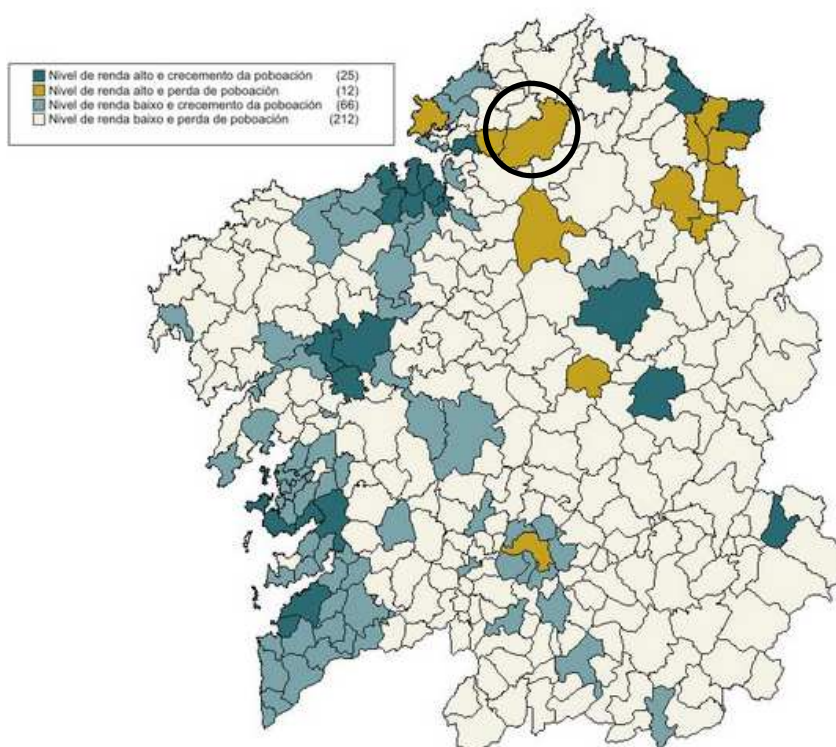 Nivel de renda alto e crecemento da poboación (25)
Nivel de renda alto e perda de poboación (12)
Nivel de renda baixo e crecemento da poboación (66)
Nivel de renda baixo e perda de poboación (212)